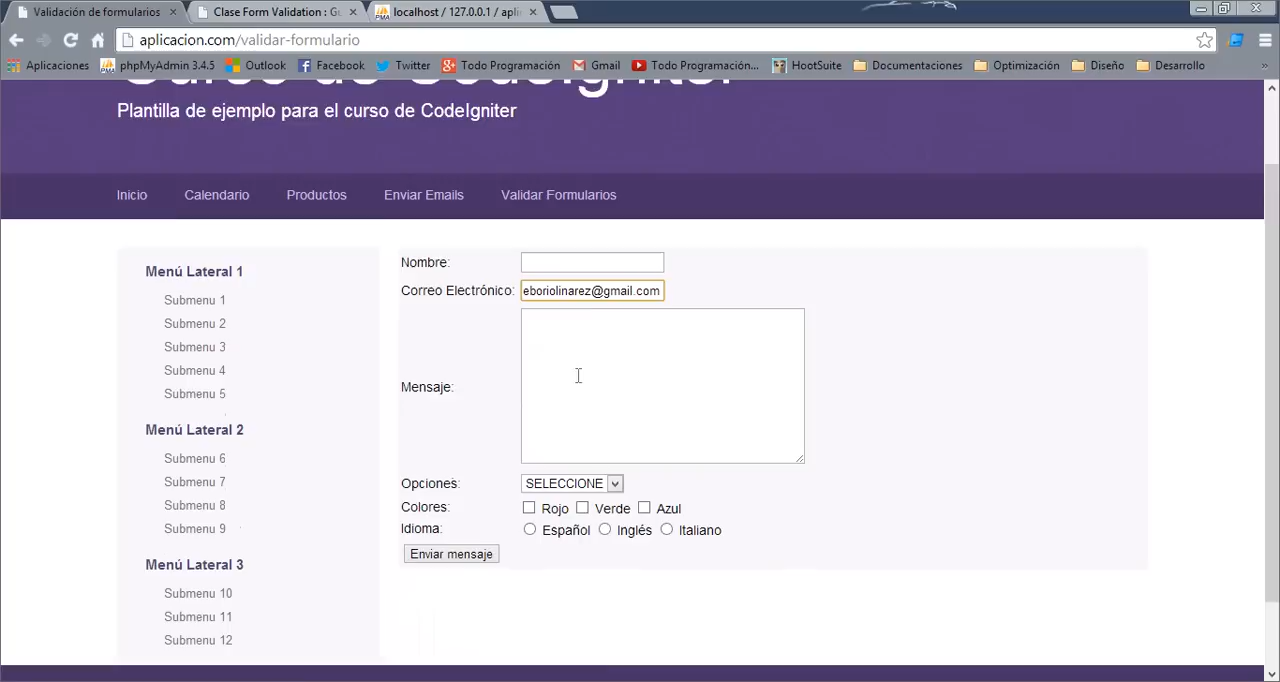 Validación de formularios
Clase Form Validation : Gu
localhost / 127.0.0.1 / apli
aplicacion.com/validar-formulario
Aplicaciones
phpMyAdmin 3.4.5
Outlook
Facebook
Twitter
Todo Programación
Gmail
Todo Programación...
HootSuite
Documentaciones
Optimización
Diseño
Desarrollo
»
Curso de CodeIgniter
Plantilla de ejemplo para el curso de CodeIgniter
Inicio
Calendario
Productos
Enviar Emails
Validar Formularios
Menú Lateral 1
Submenu 1
Submenu 2
Submenu 3
Submenu 4
Submenu 5
Menú Lateral 2
Submenu 6
Submenu 7
Submenu 8
Submenu 9
Menú Lateral 3
Submenu 10
Submenu 11
Submenu 12
Nombre:
Correo Electrónico: eboriolinarez@gmail.com
Mensaje:
Opciones: SELECCIONE
Colores: Rojo Verde Azul
Idioma: Español Inglés Italiano
Enviar mensaje